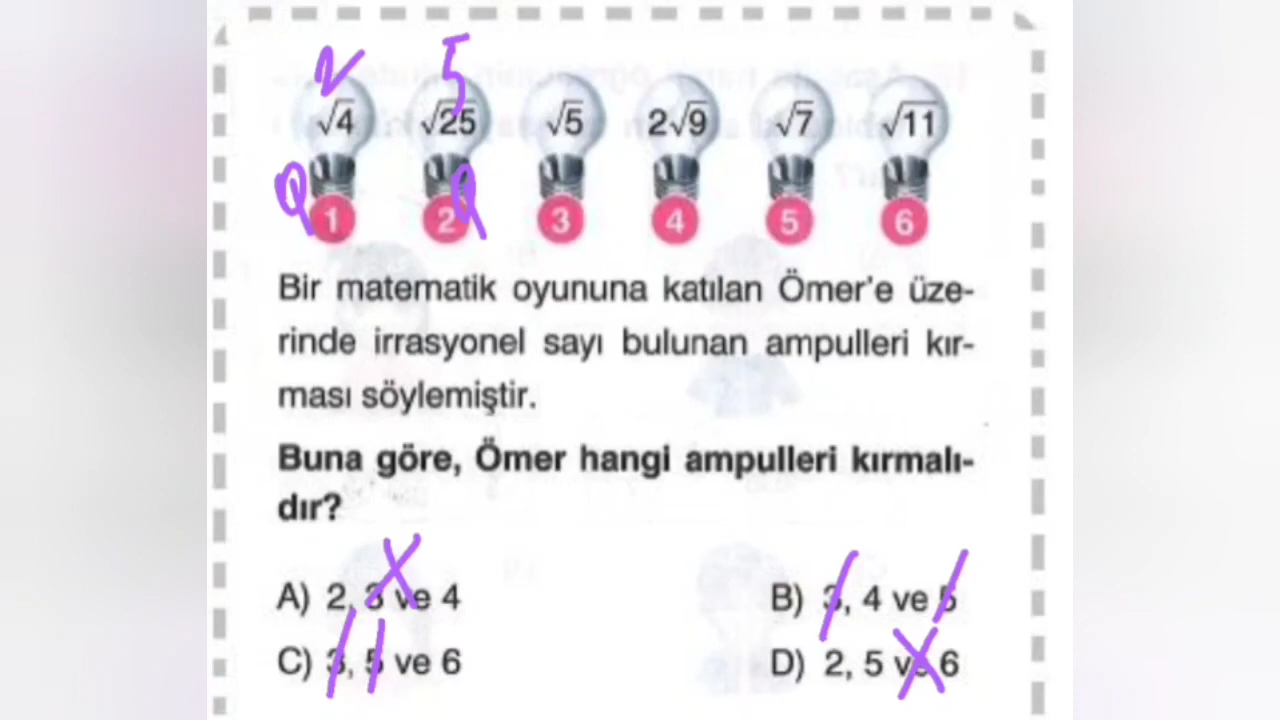 2 5
√4 √25 √5 2√9 √7 √11
Q Q
1 2 3 4 5 6
Bir matematik oyununa katılan Ömer'e üze-
rinde irrasyonel sayı bulunan ampulleri kır-
ması söylemiştir.
Buna göre, Ömer hangi ampulleri kırmalı-
dır?
A) 2, 3 ve 4 B) 3, 4 ve 5
C) 3, 5 ve 6 D) 2, 5 ve 6